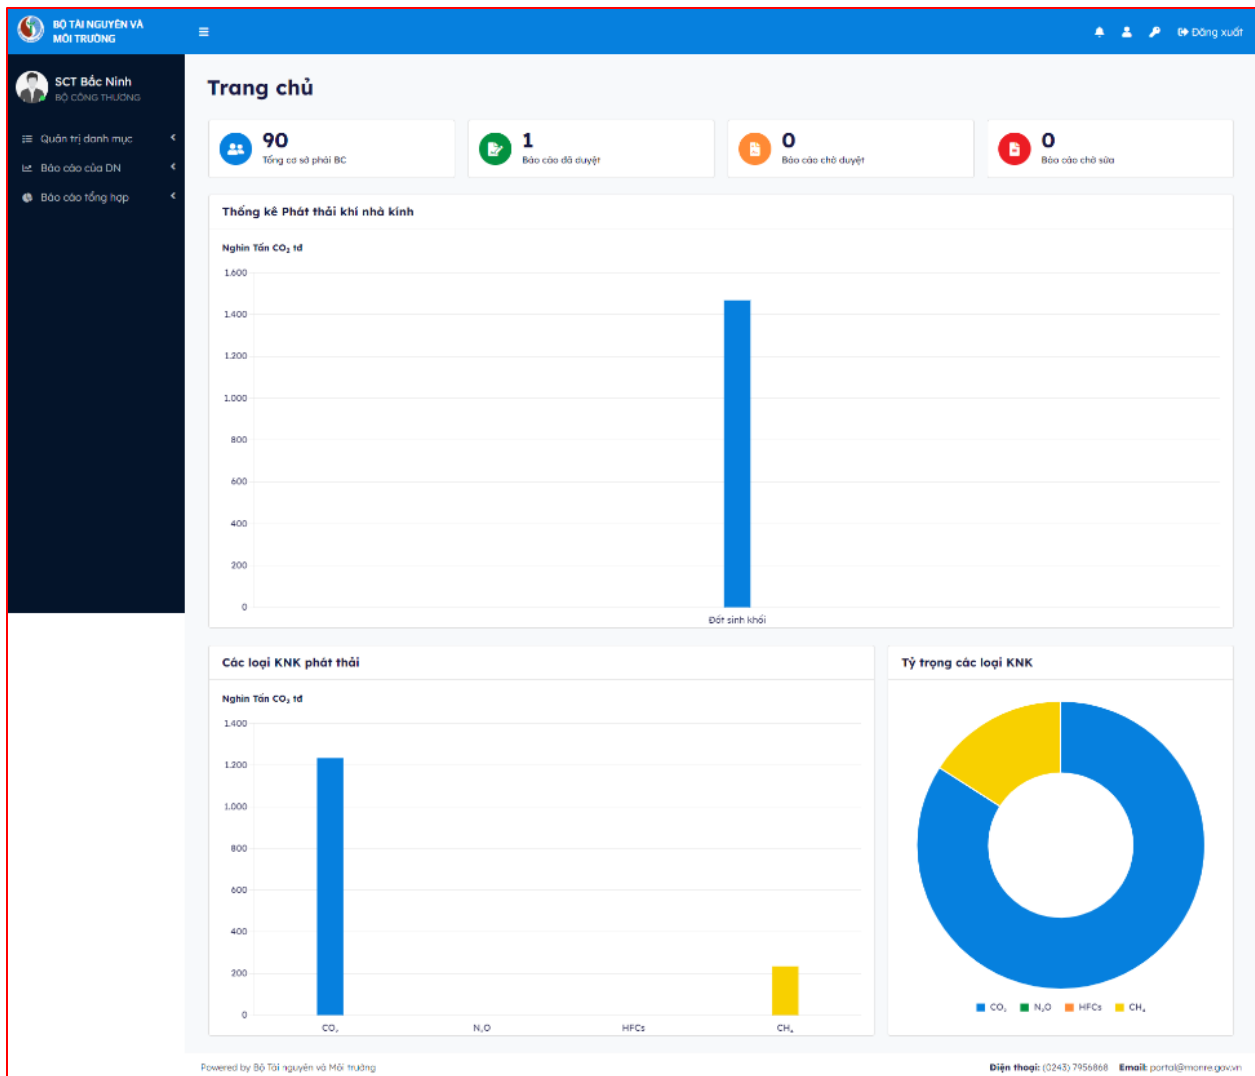 BỘ TÀI NGUYÊN VÀ
MÔI TRƯỜNG
Đăng xuất
SCT Bắc Ninh
BỘ CÔNG THƯƠNG
Quản trị danh mục
Báo cáo của DN
Báo cáo tổng hợp
Trang chủ
90
Tổng cơ sở phải BC
1
Báo cáo đã duyệt
0
Báo cáo chờ duyệt
0
Báo cáo chờ sửa
Thống kê Phát thải khí nhà kính
Nghìn Tấn CO₂ tđ
1.600
1.400
1.200
1.000
800
600
400
200
0
Đốt sinh khối
Các loại KNK phát thải
Nghìn Tấn CO₂ tđ
1.400
1.200
1.000
800
600
400
200
0
CO₂ N₂O HFCs CH₄
Tỷ trọng các loại KNK
CO₂ N₂O HFCs CH₄
Powered by Bộ Tài nguyên và Môi trường
Điện thoại: (0243) 7956868 Email: portal@monre.gov.vn